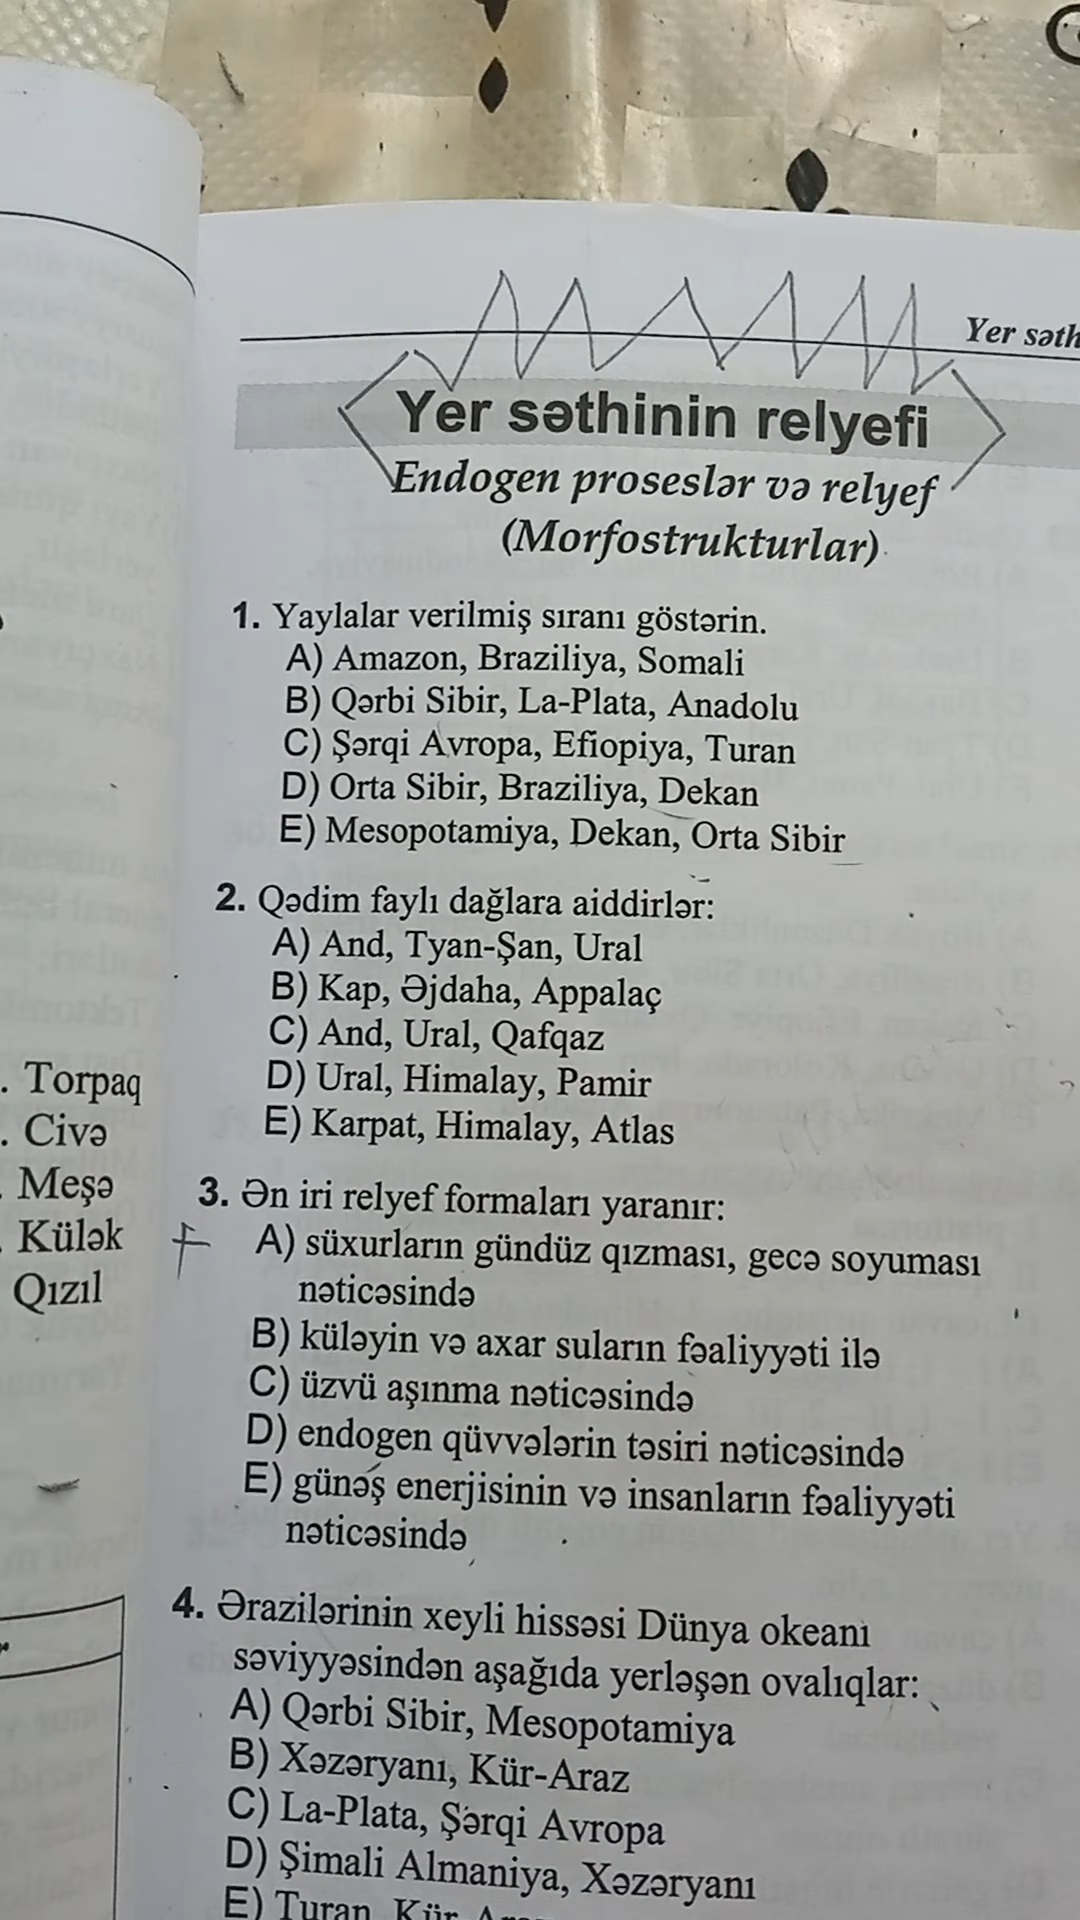 Yer səth
Yer səthinin relyefi
Endogen proseslər və relyef
(Morfostrukturlar)
1. Yaylalar verilmiş sıranı göstərin.
A) Amazon, Braziliya, Somali
B) Qərbi Sibir, La-Plata, Anadolu
C) Şərqi Avropa, Efiopiya, Turan
D) Orta Sibir, Braziliya, Dekan
E) Mesopotamiya, Dekan, Orta Sibir
2. Qədim faylı dağlara aiddirlər:
A) And, Tyan-Şan, Ural
B) Kap, Əjdaha, Appalaç
C) And, Ural, Qafqaz
D) Ural, Himalay, Pamir
E) Karpat, Himalay, Atlas
3. Ən iri relyef formaları yaranır:
A) süxurların gündüz qızması, gecə soyuması
nəticəsində
B) küləyin və axar suların fəaliyyəti ilə
C) üzvü aşınma nəticəsində
D) endogen qüvvələrin təsiri nəticəsində
E) günəş enerjisinin və insanların fəaliyyəti
nəticəsində
4. Ərazilərinin xeyli hissəsi Dünya okeanı
səviyyəsindən aşağıda yerləşən ovalıqlar:
A) Qərbi Sibir, Mesopotamiya
B) Xəzəryanı, Kür-Araz
C) La-Plata, Şərqi Avropa
D) Şimali Almaniya, Xəzəryanı
E) Turan, Kür
. Torpaq
. Civə
. Meşə
. Külək
Qızıl